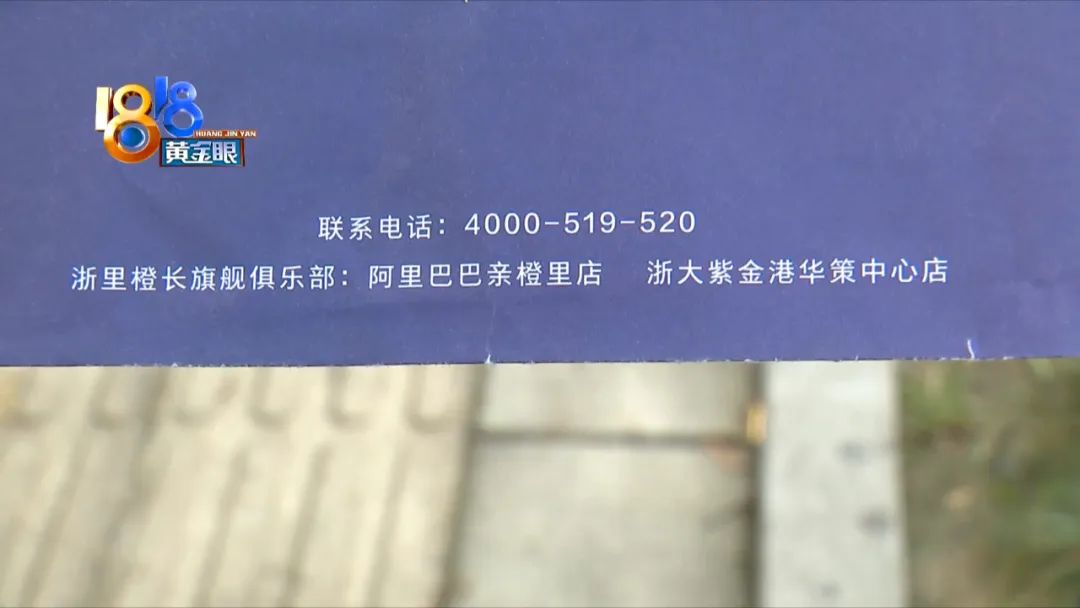 1818
HUANG JIN YAN
黄金眼
联系电话：4000-519-520
浙里橙长旗舰俱乐部：阿里巴巴亲橙里店 浙大紫金港华策中心店